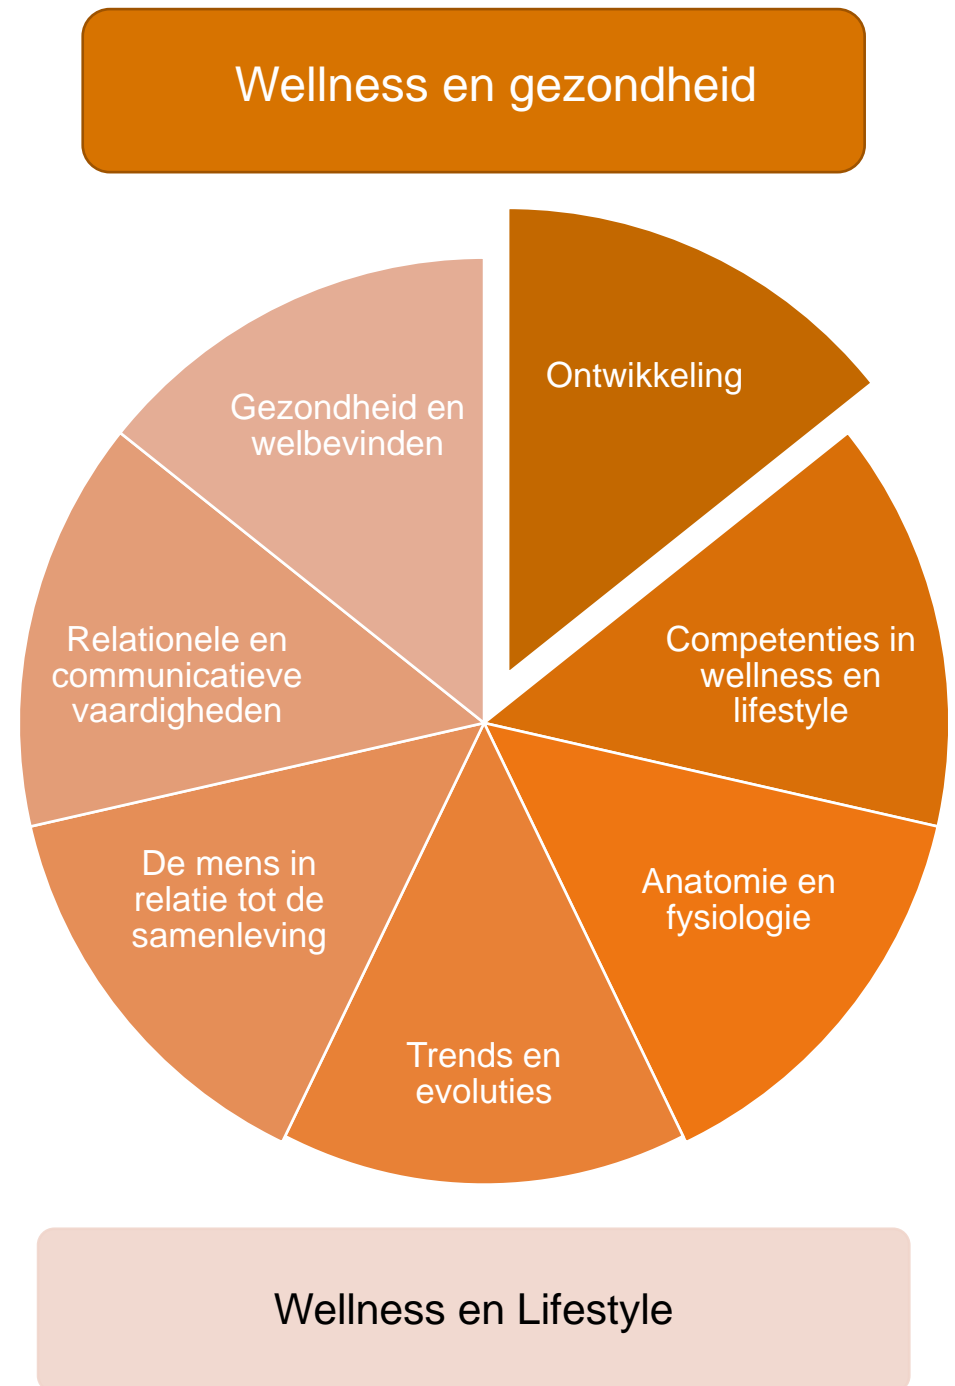 Wellness en gezondheid
Ontwikkeling
Gezondheid en
welbevinden
Relationele en
communicatieve
vaardigheden
Competenties in
wellness en
lifestyle
De mens in
relatie tot de
samenleving
Anatomie en
fysiologie
Trends en
evoluties
Wellness en Lifestyle